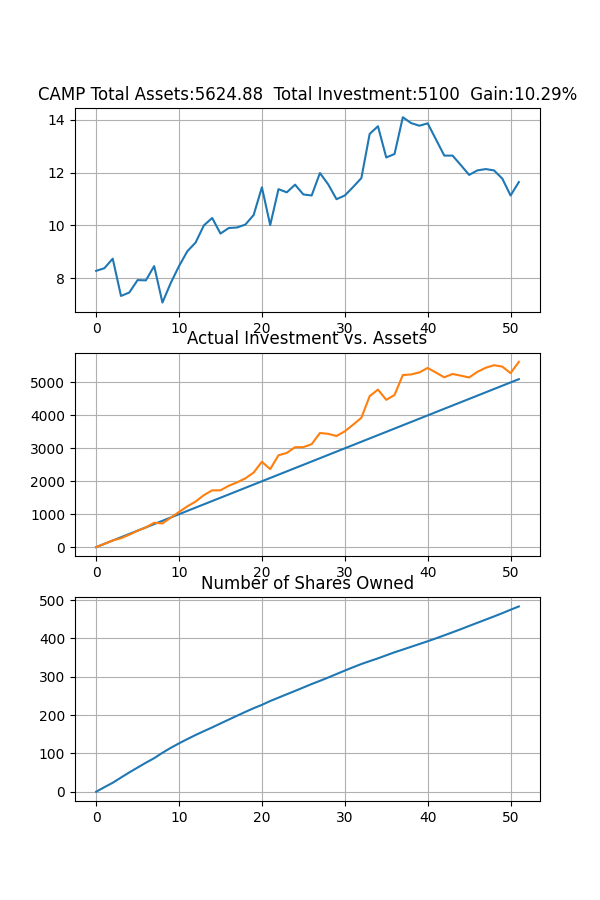 CAMP Total Assets:5624.88  Total Investment:5100  Gain:10.29%
14
12
10
8
0 10 20 30 40 50
Actual Investment vs. Assets
5000
4000
3000
2000
1000
0
0 10 20 30 40 50
Number of Shares Owned
500
400
300
200
100
0
0 10 20 30 40 50